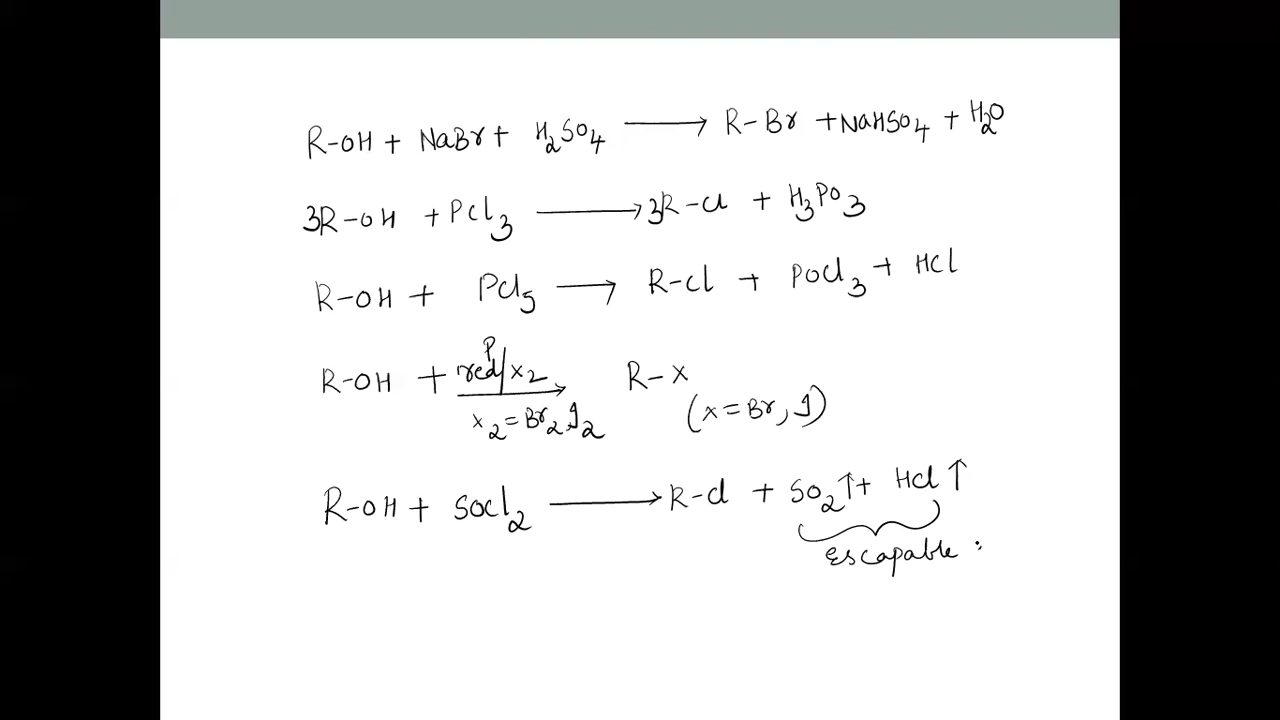 R-OH + NaBr + H₂SO₄ ⟶ R-Br + NaHSO₄ + H₂O
3R-OH + PCl₃ ⟶ 3R-Cl + H₃PO₃
R-OH + PCl₅ ⟶ R-Cl + POCl₃ + HCl
R-OH + red P/X₂ ⟶ R-X
X₂=Br₂,I₂ (X=Br, I)
R-OH + SOCl₂ ⟶ R-Cl + SO₂↑ + HCl↑
Escapable :